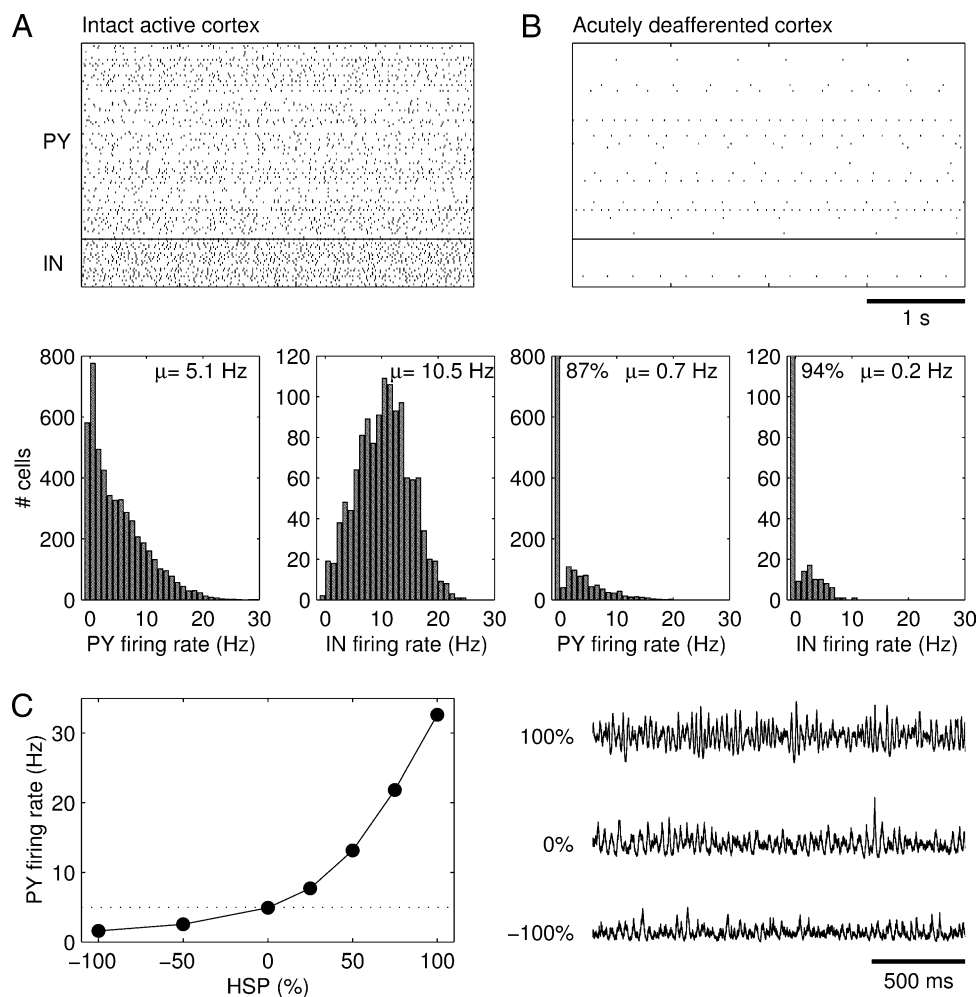 A Intact active cortex
B Acutely deafferented cortex
PY
IN
1 s
800
600
400
200
0
# cells
μ= 5.1 Hz
0 10 20 30
PY firing rate (Hz)
120
100
80
60
40
20
0
μ= 10.5 Hz
0 10 20 30
IN firing rate (Hz)
800
600
400
200
0
87% μ= 0.7 Hz
0 10 20 30
PY firing rate (Hz)
120
100
80
60
40
20
0
94% μ= 0.2 Hz
0 10 20 30
IN firing rate (Hz)
C
PY firing rate (Hz)
30
20
10
0
−100 −50 0 50 100
HSP (%)
100%
0%
−100%
500 ms